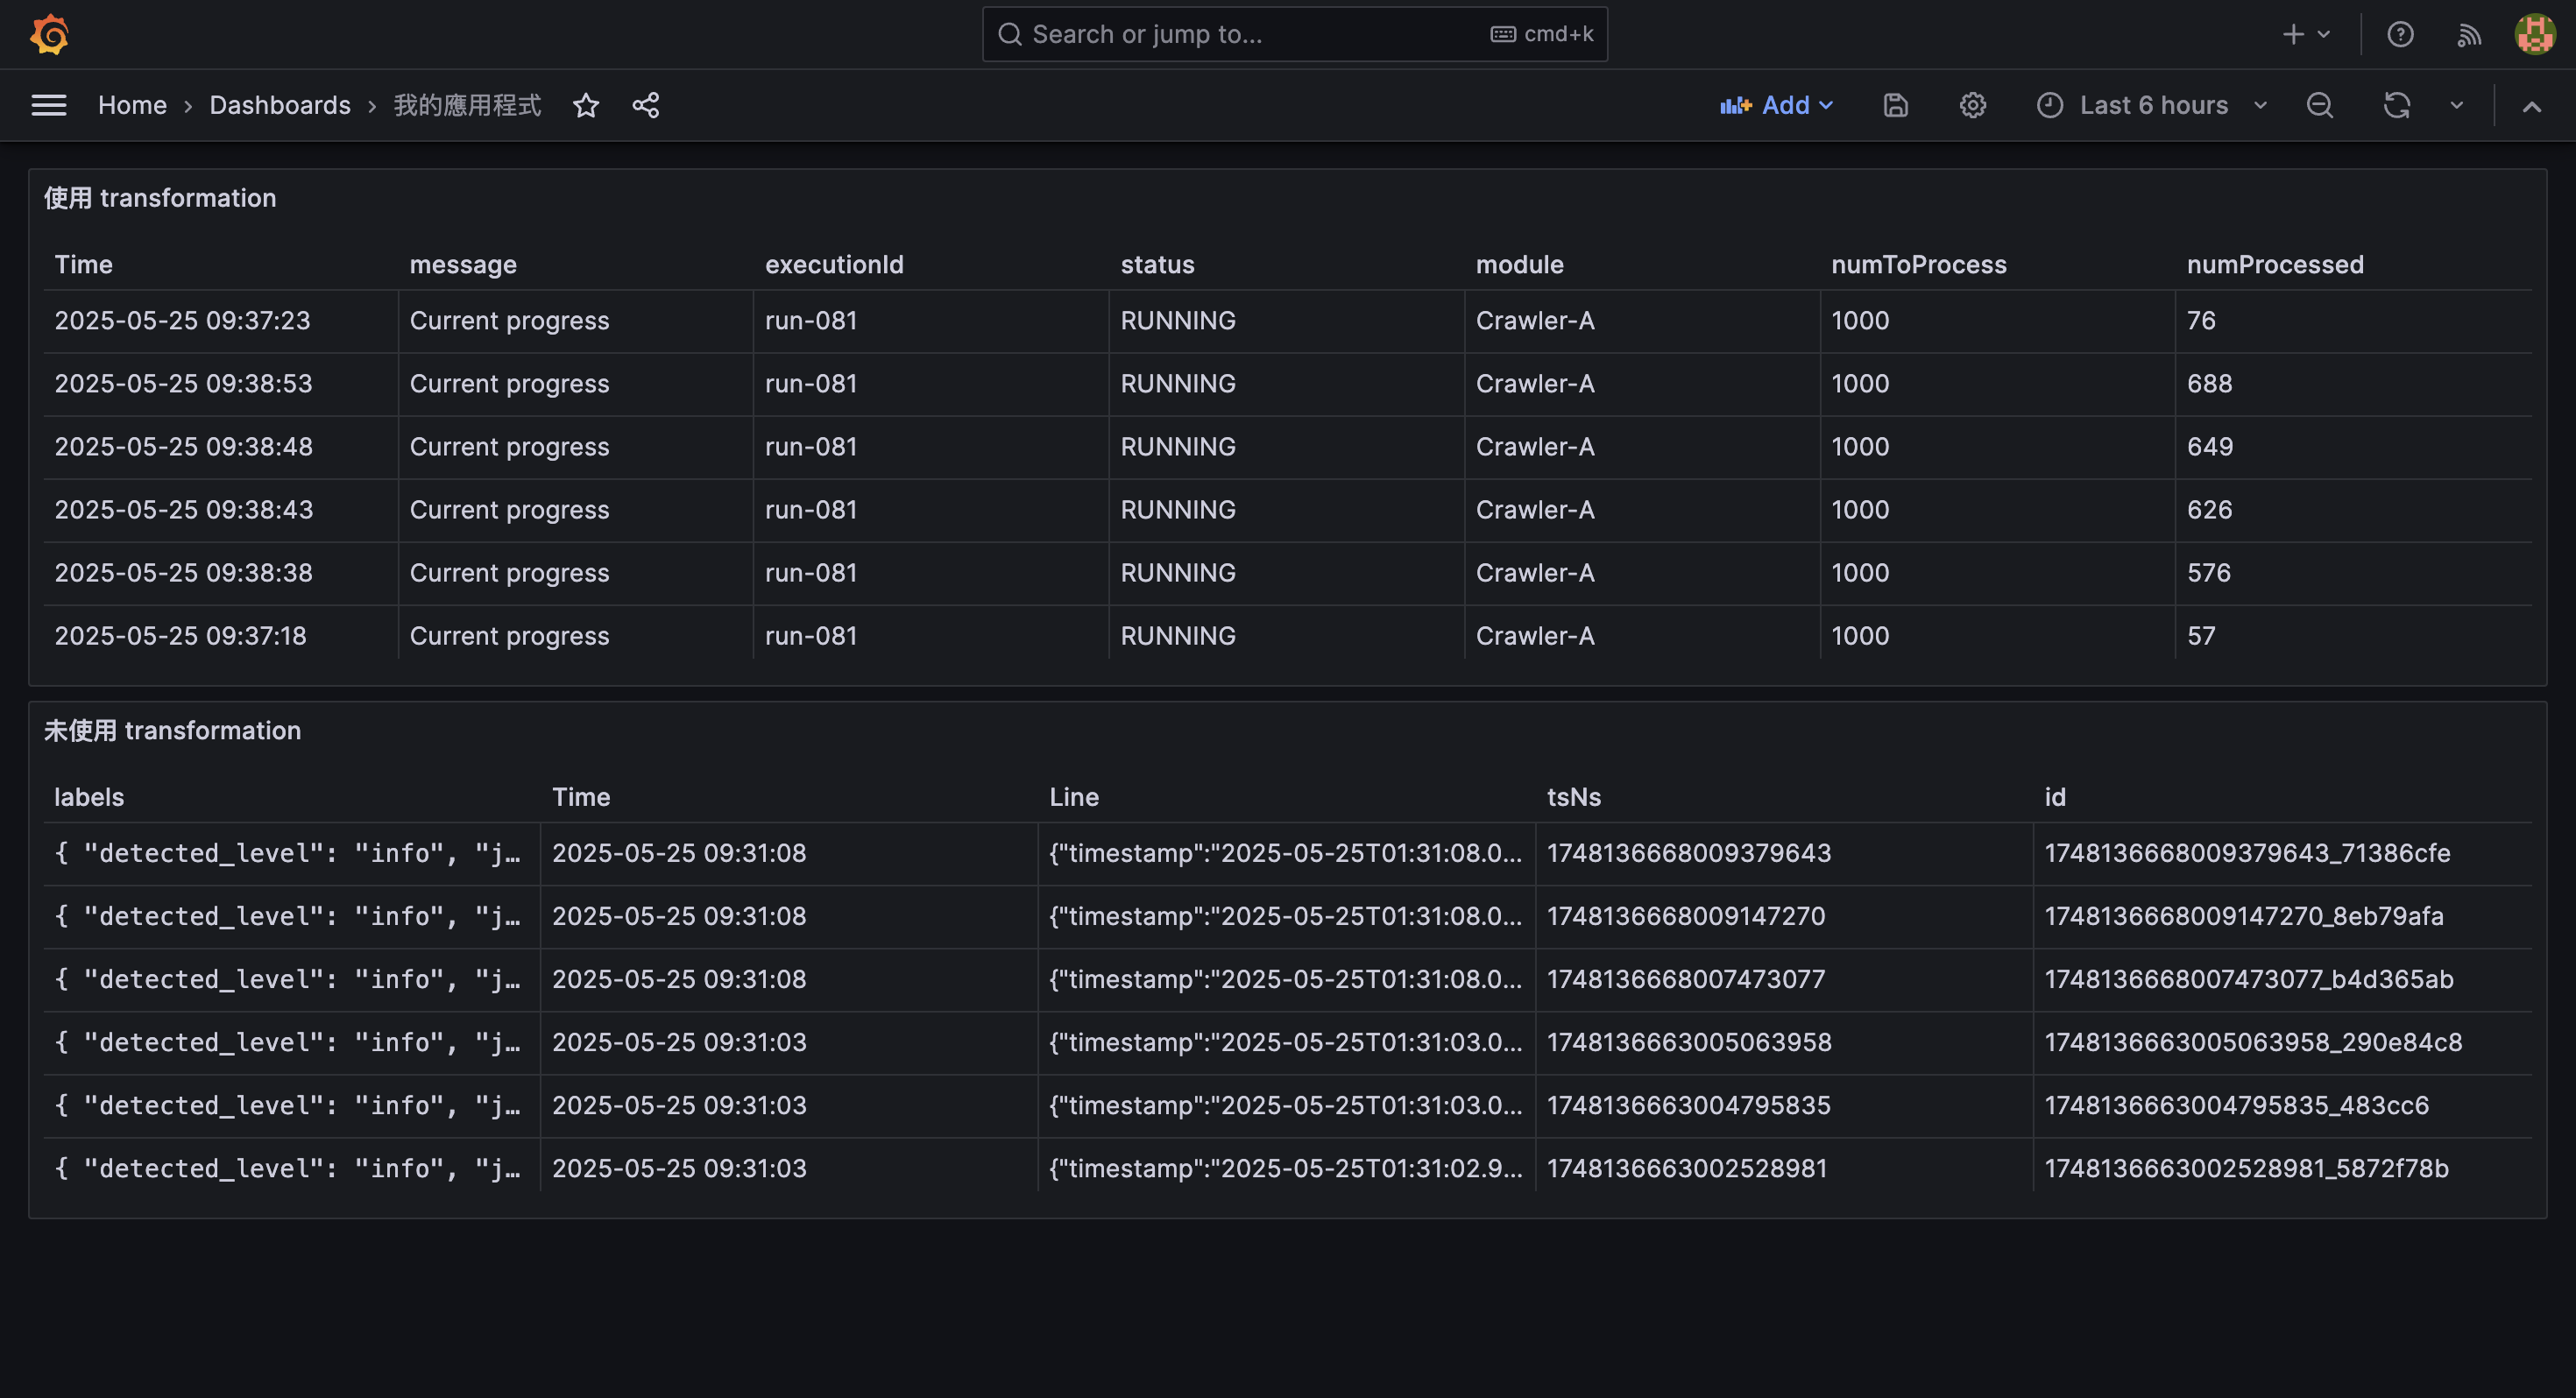 Search or jump to... cmd+k
Home › Dashboards › 我的應用程式 Add Last 6 hours
使用 transformation
Time message executionId status module numToProcess numProcessed
2025-05-25 09:37:23 Current progress run-081 RUNNING Crawler-A 1000 76
2025-05-25 09:38:53 Current progress run-081 RUNNING Crawler-A 1000 688
2025-05-25 09:38:48 Current progress run-081 RUNNING Crawler-A 1000 649
2025-05-25 09:38:43 Current progress run-081 RUNNING Crawler-A 1000 626
2025-05-25 09:38:38 Current progress run-081 RUNNING Crawler-A 1000 576
2025-05-25 09:37:18 Current progress run-081 RUNNING Crawler-A 1000 57
未使用 transformation
labels Time Line tsNs id
{ "detected_level": "info", "j... 2025-05-25 09:31:08 {"timestamp":"2025-05-25T01:31:08.0... 1748136668009379643 1748136668009379643_71386cfe
{ "detected_level": "info", "j... 2025-05-25 09:31:08 {"timestamp":"2025-05-25T01:31:08.0... 1748136668009147270 1748136668009147270_8eb79afa
{ "detected_level": "info", "j... 2025-05-25 09:31:08 {"timestamp":"2025-05-25T01:31:08.0... 1748136668007473077 1748136668007473077_b4d365ab
{ "detected_level": "info", "j... 2025-05-25 09:31:03 {"timestamp":"2025-05-25T01:31:03.0... 1748136663005063958 1748136663005063958_290e84c8
{ "detected_level": "info", "j... 2025-05-25 09:31:03 {"timestamp":"2025-05-25T01:31:03.0... 1748136663004795835 1748136663004795835_483cc6
{ "detected_level": "info", "j... 2025-05-25 09:31:03 {"timestamp":"2025-05-25T01:31:02.9... 1748136663002528981 1748136663002528981_5872f78b